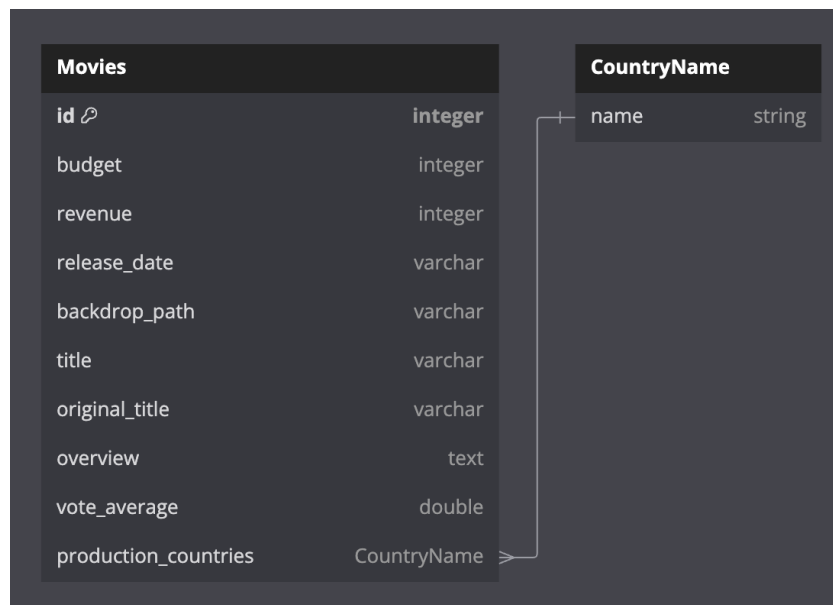 Movies
id integer
budget integer
revenue integer
release_date varchar
backdrop_path varchar
title varchar
original_title varchar
overview text
vote_average double
production_countries CountryName
CountryName
name string